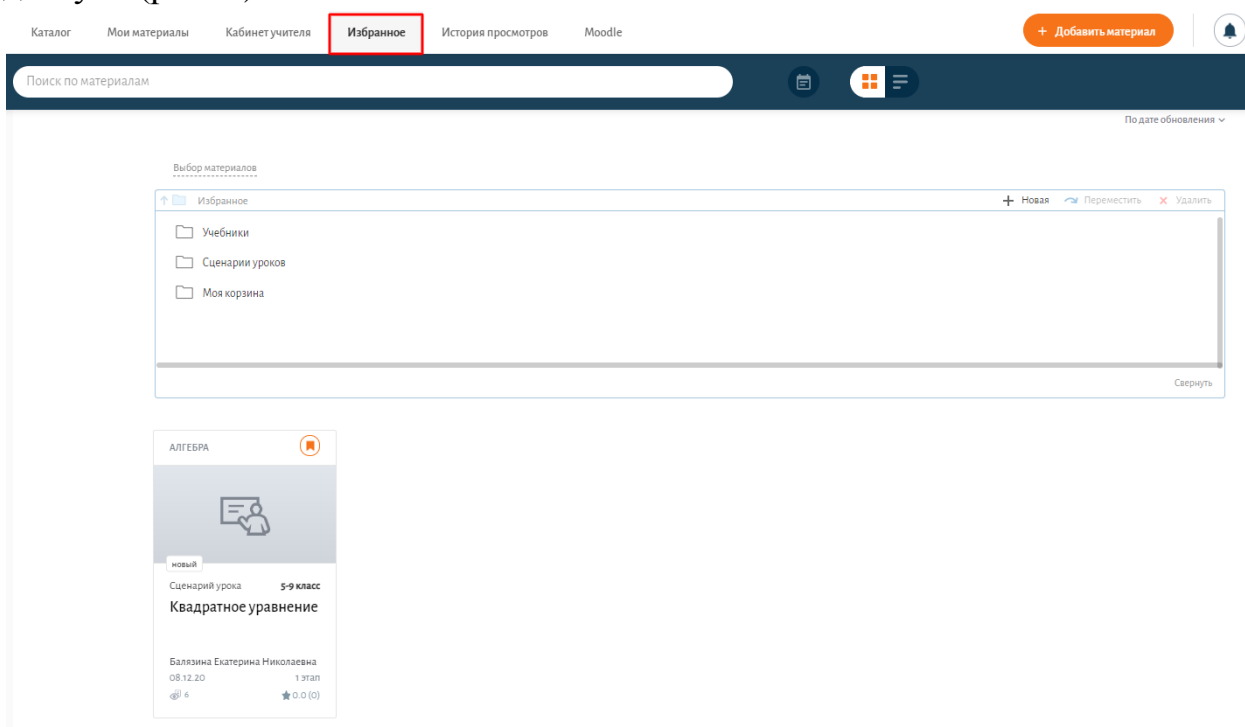 Каталог Мои материалы Кабинет учителя Избранное История просмотров Moodle + Добавить материал
Поиск по материалам
По дате обновления
Выбор материалов
Избранное + Новая Переместить × Удалить
Учебники
Сценарии уроков
Моя корзина
Свернуть
АЛГЕБРА
новый
Сценарий урока 5-9 класс
Квадратное уравнение
Балязина Екатерина Николаевна
08.12.20 1 этап
6 0.0 (0)